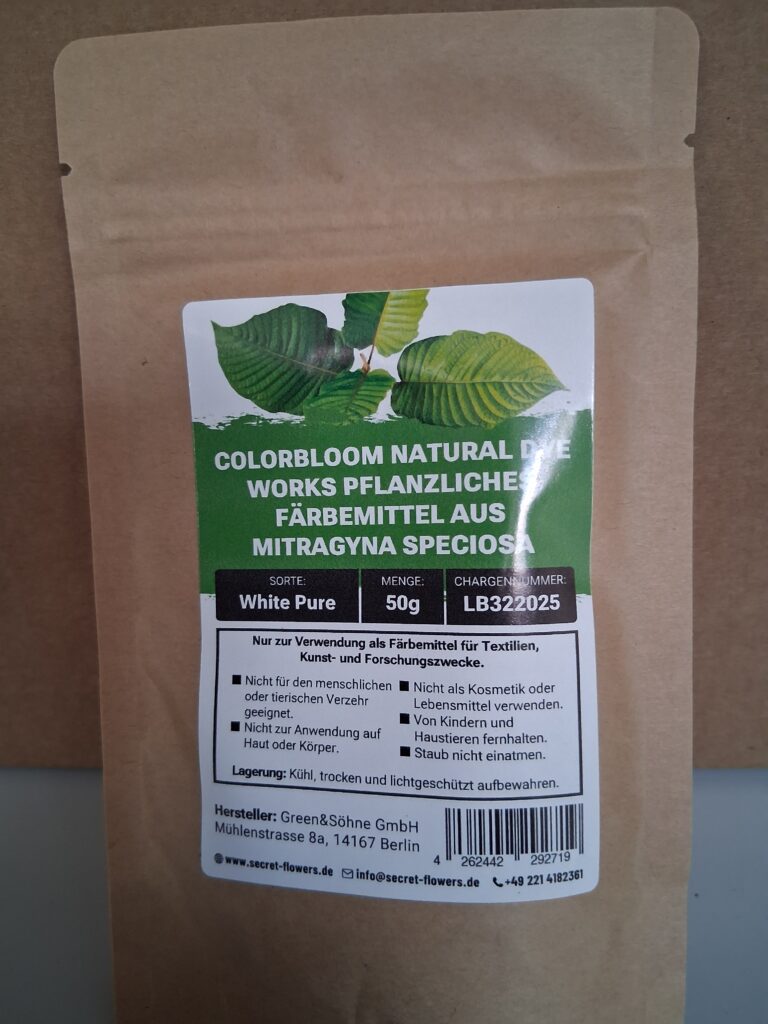 COLORBLOOM NATURAL DYE
WORKS PFLANZLICHES
FÄRBEMITTEL AUS
MITRAGYNA SPECIOSA
SORTE:
White Pure
MENGE:
50g
CHARGENNUMMER:
LB322025
Nur zur Verwendung als Färbemittel für Textilien,
Kunst- und Forschungszwecke.
■ Nicht für den menschlichen
oder tierischen Verzehr
geeignet.
■ Nicht zur Anwendung auf
Haut oder Körper.
■ Nicht als Kosmetik oder
Lebensmittel verwenden.
■ Von Kindern und
Haustieren fernhalten.
■ Staub nicht einatmen.
Lagerung: Kühl, trocken und lichtgeschützt aufbewahren.
Hersteller: Green&Söhne GmbH
Mühlenstrasse 8a, 14167 Berlin
4 262442 292719
www.secret-flowers.de info@secret-flowers.de +49 221 4182361